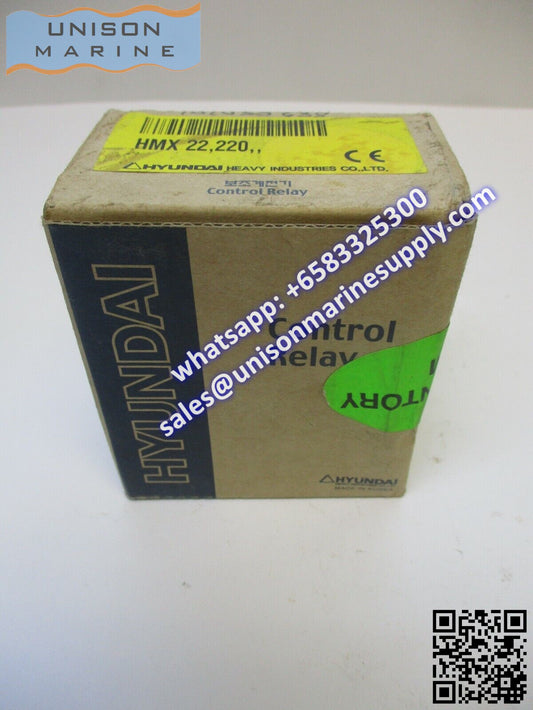 UNISON
MARINE
HMX 22,220,,
HYUNDAI HEAVY INDUSTRIES CO.,LTD.
CE
보조계전기
Control Relay
whatsapp: +6583325300
sales@unisonmarinesupply.com
HYUNDAI
Control
Relay
NTORY
HYUNDAI
MADE IN KOREA